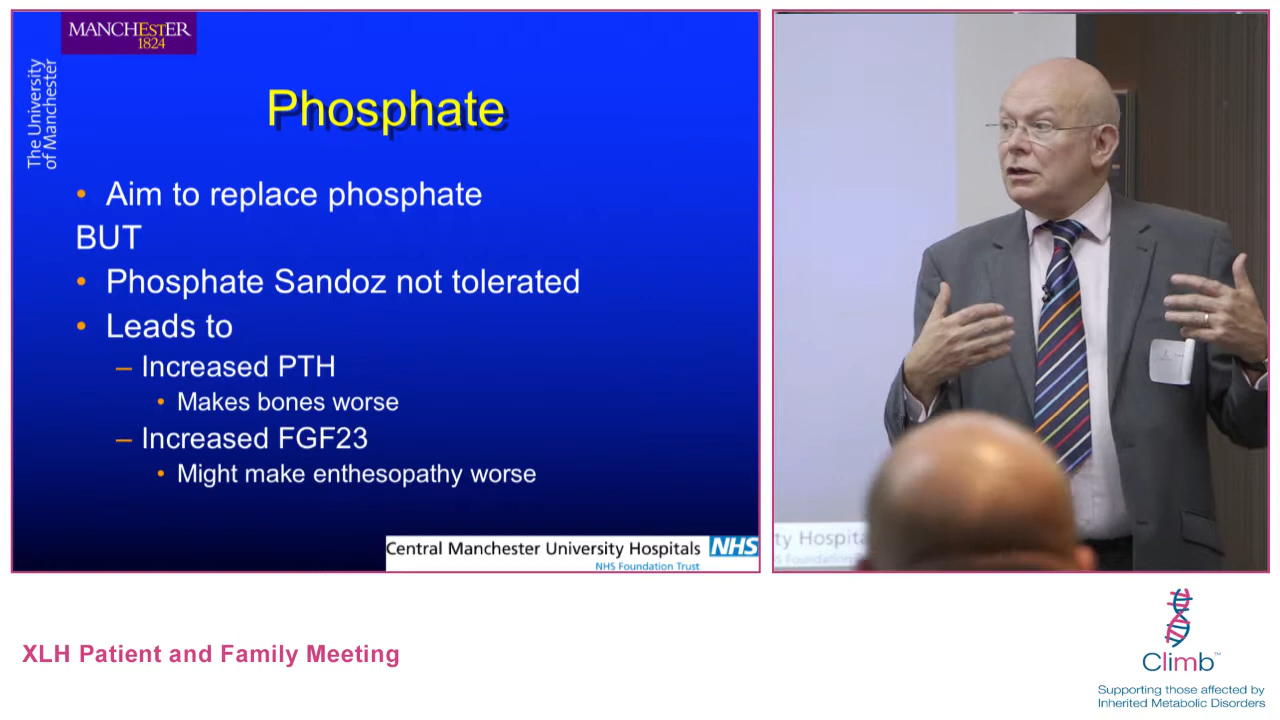 MANCHESTER
1824
The University
of Manchester
Phosphate
• Aim to replace phosphate
BUT
• Phosphate Sandoz not tolerated
• Leads to
– Increased PTH
• Makes bones worse
– Increased FGF23
• Might make enthesopathy worse
Central Manchester University Hospitals NHS
NHS Foundation Trust
ty Hospita
S Foundation
XLH Patient and Family Meeting
Climb™
Supporting those affected by
Inherited Metabolic Disorders